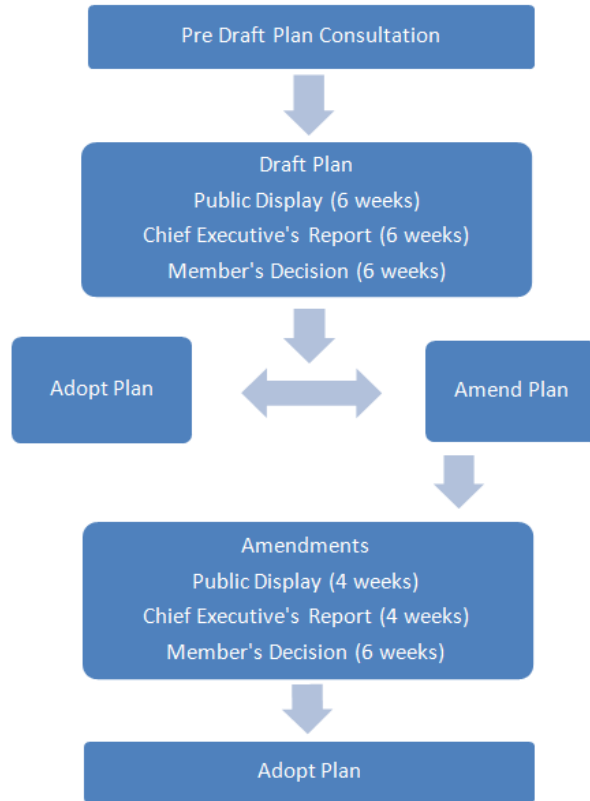 Pre Draft Plan Consultation
Draft Plan
Public Display (6 weeks)
Chief Executive's Report (6 weeks)
Member's Decision (6 weeks)
Adopt Plan
Amend Plan
Amendments
Public Display (4 weeks)
Chief Executive's Report (4 weeks)
Member's Decision (6 weeks)
Adopt Plan